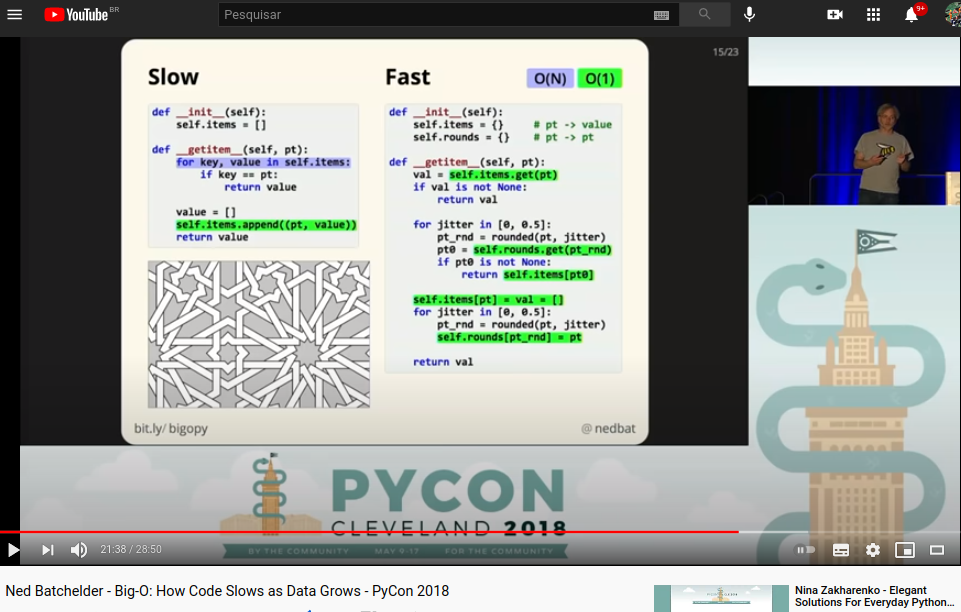 YouTube BR
Pesquisar
9+
15/23
Slow
def __init__(self):
self.items = []
def __getitem__(self, pt):
for key, value in self.items:
if key == pt:
return value
value = []
self.items.append((pt, value))
return value
Fast
O(N) O(1)
def __init__(self):
self.items = {} # pt -> value
self.rounds = {} # pt -> pt
def __getitem__(self, pt):
val = self.items.get(pt)
if val is not None:
return val
for jitter in [0, 0.5]:
pt_rnd = rounded(pt, jitter)
pt0 = self.rounds.get(pt_rnd)
if pt0 is not None:
return self.items[pt0]
self.items[pt] = val = []
for jitter in [0, 0.5]:
pt_rnd = rounded(pt, jitter)
self.rounds[pt_rnd] = pt
return val
bit.ly/bigopy
@nedbat
PYCON
CLEVELAND 2018
BY THE COMMUNITY MAY 9-17 FOR THE COMMUNITY
21:38 / 28:50
Ned Batchelder - Big-O: How Code Slows as Data Grows - PyCon 2018
Nina Zakharenko - Elegant
Solutions For Everyday Python...